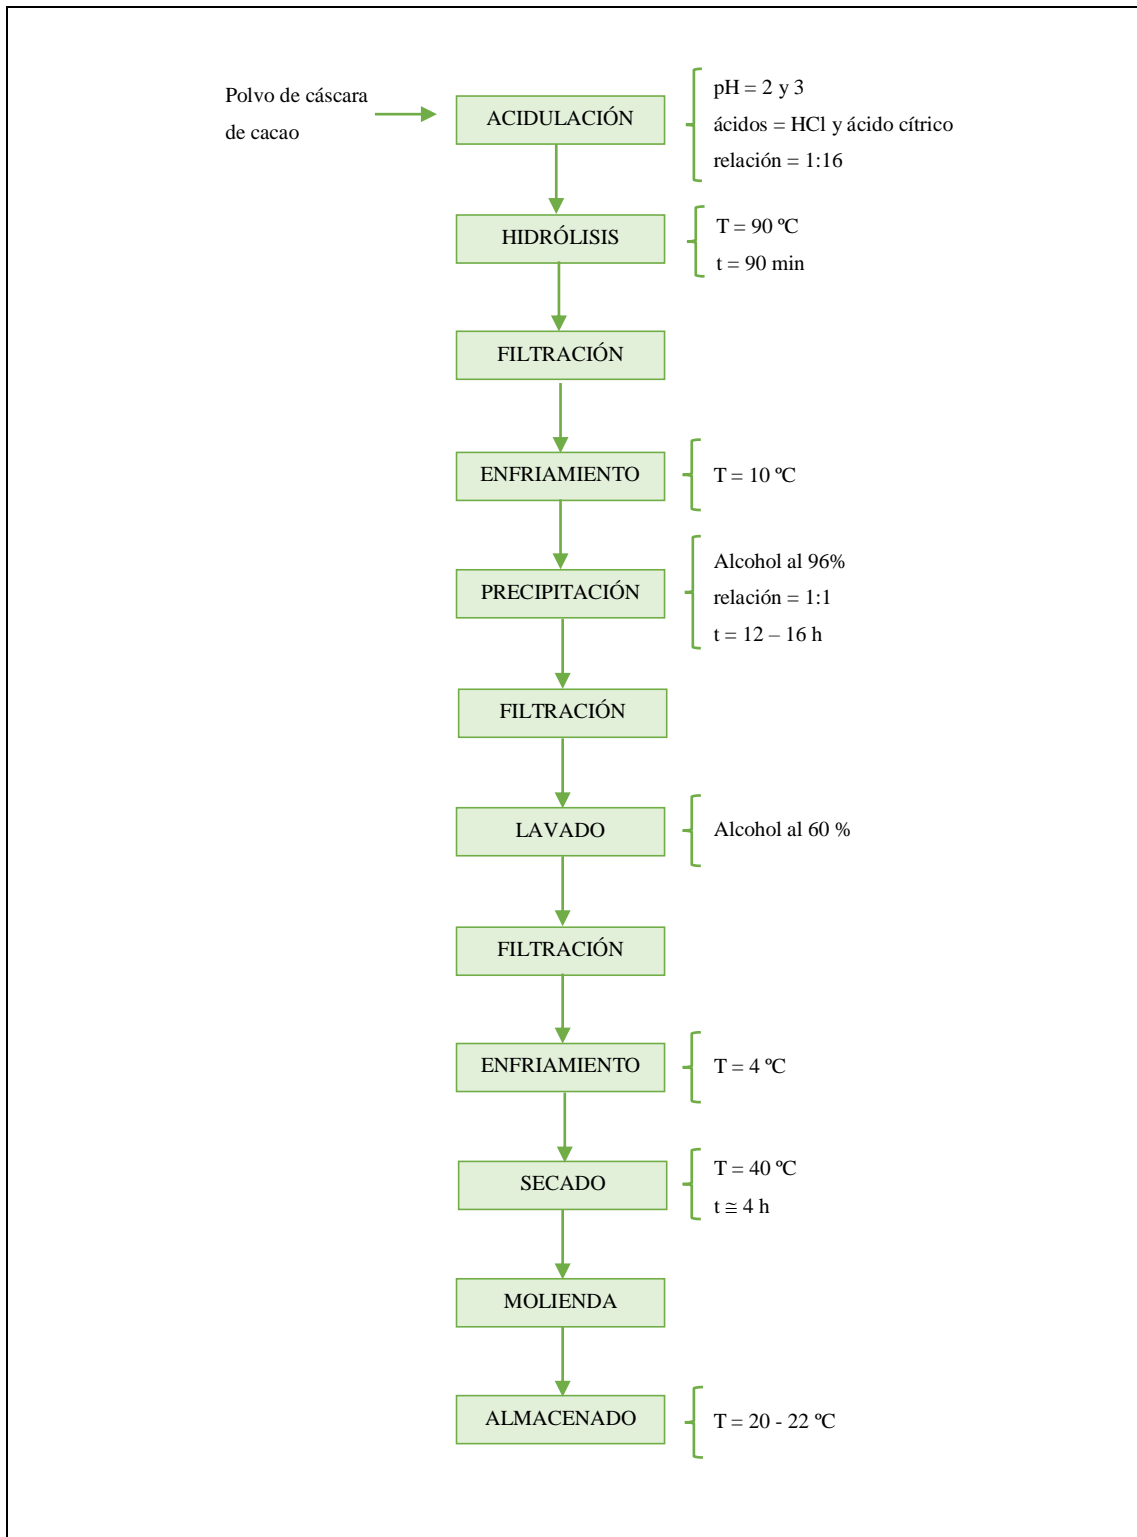 Polvo de cáscara
de cacao
ACIDULACIÓN
pH = 2 y 3
ácidos = HCl y ácido cítrico
relación = 1:16
HIDRÓLISIS
T = 90 ºC
t = 90 min
FILTRACIÓN
ENFRIAMIENTO
T = 10 ºC
PRECIPITACIÓN
Alcohol al 96%
relación = 1:1
t = 12 – 16 h
FILTRACIÓN
LAVADO
Alcohol al 60 %
FILTRACIÓN
ENFRIAMIENTO
T = 4 ºC
SECADO
T = 40 ºC
t ≅ 4 h
MOLIENDA
ALMACENADO
T = 20 - 22 ºC